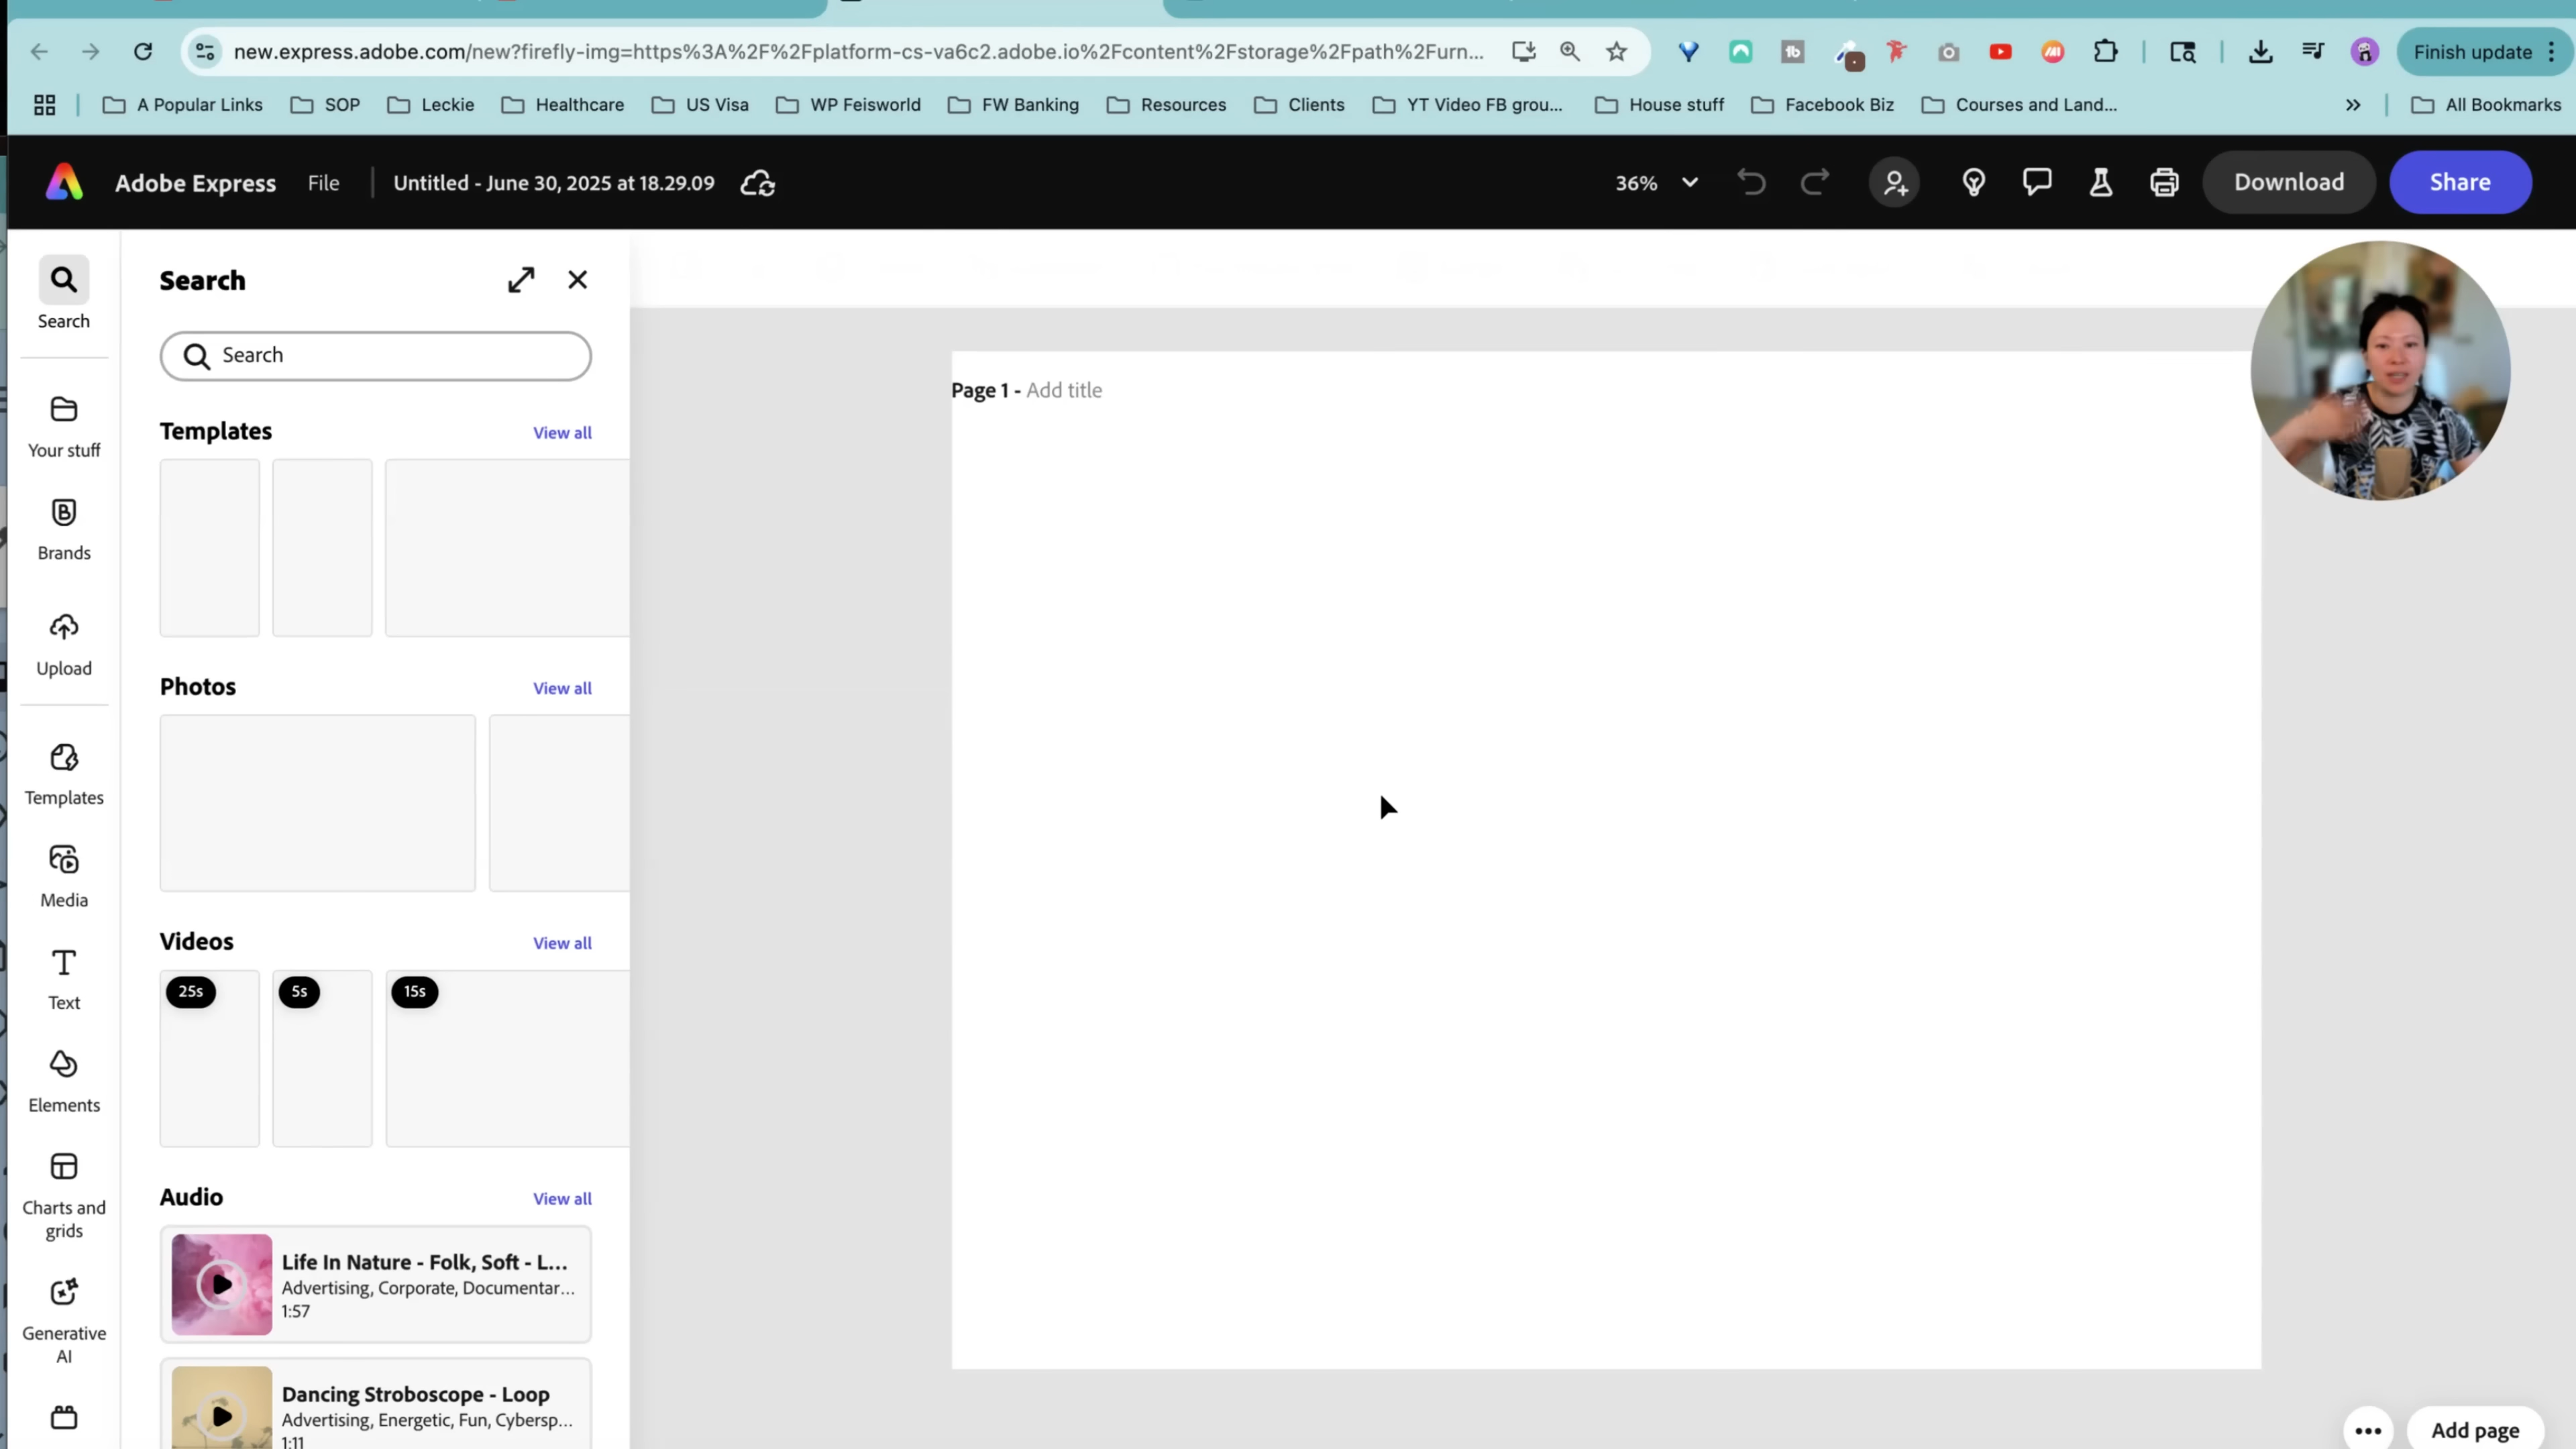 new.express.adobe.com/new?firefly-img=https%3A%2F%2Fplatform-cs-va6c2.adobe.io%2Fcontent%2Fstorage%2Fpath%2Furn...
Finish update
A Popular Links
SOP
Leckie
Healthcare
US Visa
WP Feisworld
FW Banking
Resources
Clients
YT Video FB grou...
House stuff
Facebook Biz
Courses and Land...
All Bookmarks
Adobe Express
File
Untitled - June 30, 2025 at 18.29.09
36%
Download
Share
Search
Your stuff
Brands
Upload
Templates
Media
Text
Elements
Charts and
grids
Generative
AI
Search
Search
Templates
View all
Photos
View all
Videos
View all
25s
5s
15s
Audio
View all
Life In Nature - Folk, Soft - L...
Advertising, Corporate, Documentar...
1:57
Dancing Stroboscope - Loop
Advertising, Energetic, Fun, Cybersp...
1:11
Page 1 - Add title
Add page